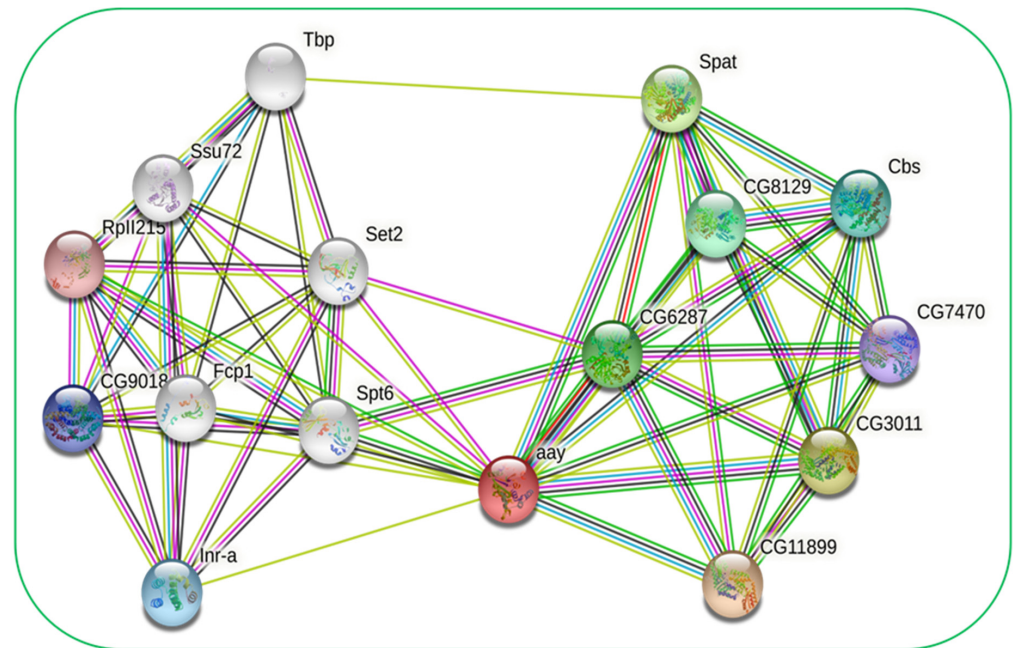 Tbp
Spat
Ssu72
Cbs
CG8129
RpII215
Set2
CG6287
CG7470
CG9018
Fcp1
Spt6
CG3011
aay
Inr-a
CG11899